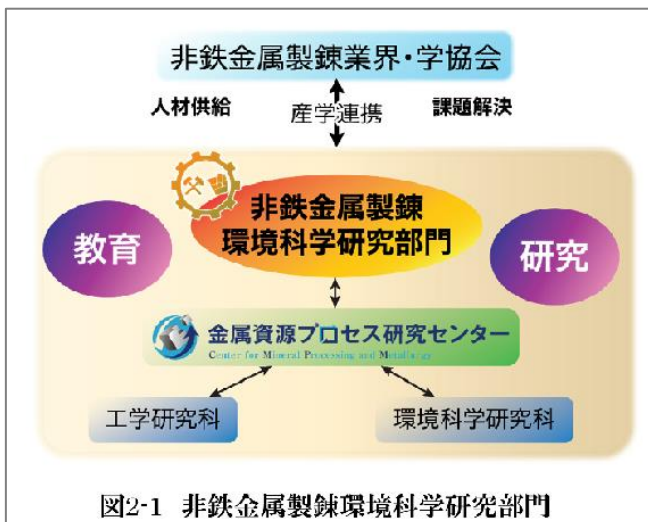 非鉄金属製錬業界・学協会
人材供給
産学連携
課題解決
非鉄金属製錬
環境科学研究部門
教育
研究
金属資源プロセス研究センター
Center for Mineral Processing and Metallurgy
工学研究科
環境科学研究科
図2-1 非鉄金属製錬環境科学研究部門